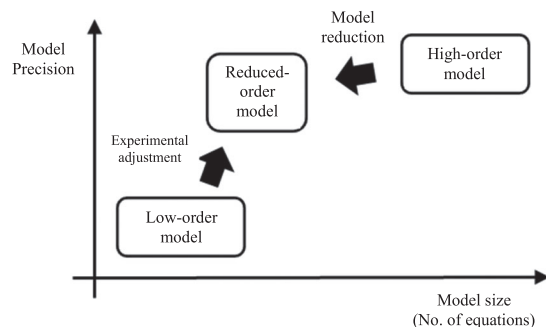 Model
Precision
Model
reduction
High-order
model
Reduced-
order
model
Experimental
adjustment
Low-order
model
Model size
(No. of equations)